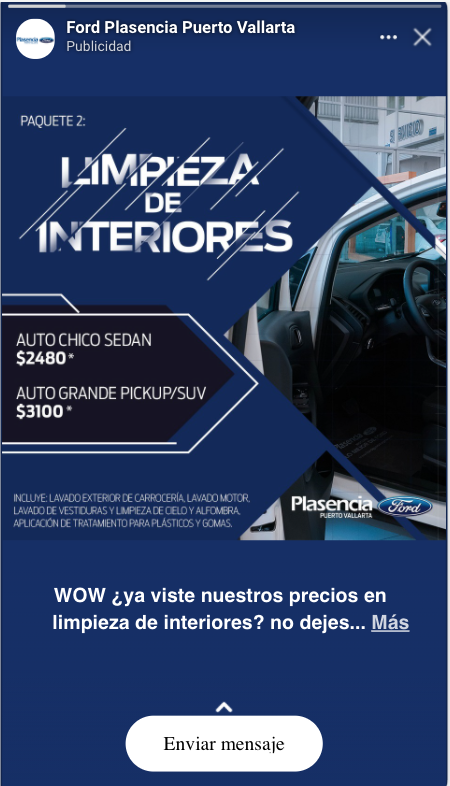 Ford Plasencia Puerto Vallarta
Publicidad
PAQUETE 2:
LIMPIEZA
DE
INTERIORES
AUTO CHICO SEDAN
$2480*
AUTO GRANDE PICKUP/SUV
$3100*
INCLUYE: LAVADO EXTERIOR DE CARROCERÍA, LAVADO MOTOR,
LAVADO DE VESTIDURAS Y LIMPIEZA DE CIELO Y ALFOMBRA,
APLICACIÓN DE TRATAMIENTO PARA PLÁSTICOS Y GOMAS.
Plasencia
PUERTO VALLARTA
Ford
WOW ¿ya viste nuestros precios en
limpieza de interiores? no dejes... Más
Enviar mensaje